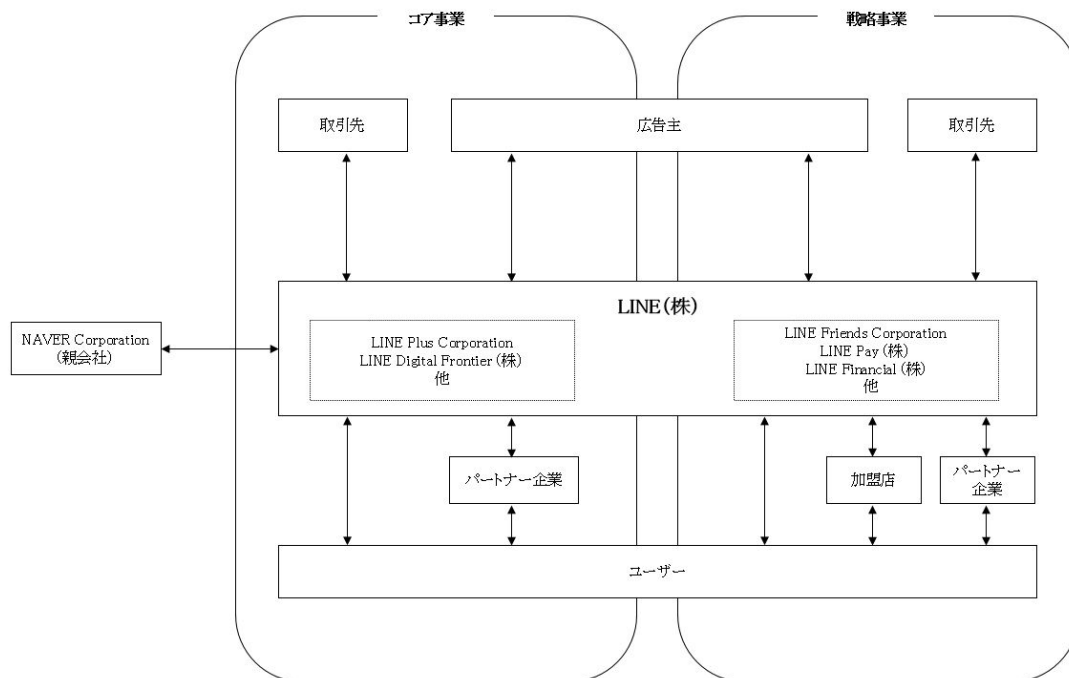 コア事業
戦略事業
取引先
広告主
取引先
LINE(株)
NAVER Corporation
(親会社)
LINE Plus Corporation
LINE Digital Frontier (株)
他
LINE Friends Corporation
LINE Pay (株)
LINE Financial (株)
他
パートナー企業
加盟店
パートナー
企業
ユーザー